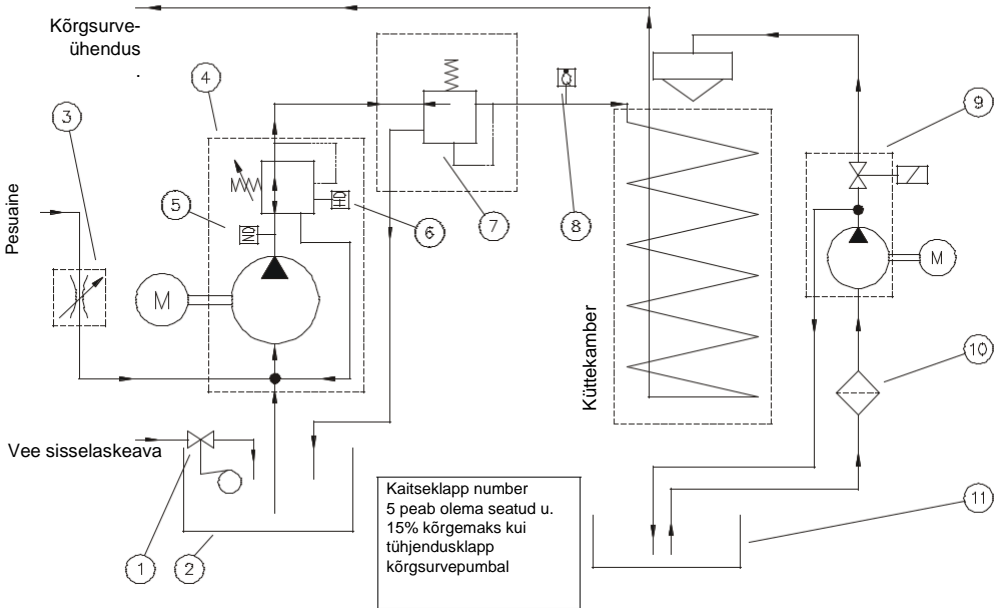 Kõrgsurve-
ühendus
.
4
3
9
5
HD
6
7
8
ND
Pesuaine
M
M
Küttekamber
10
Vee sisselaskeava
Kaitseklapp number
5 peab olema seatud u.
15% kõrgemaks kui
tühjendusklapp
kõrgsurvepumbal
11
1
2